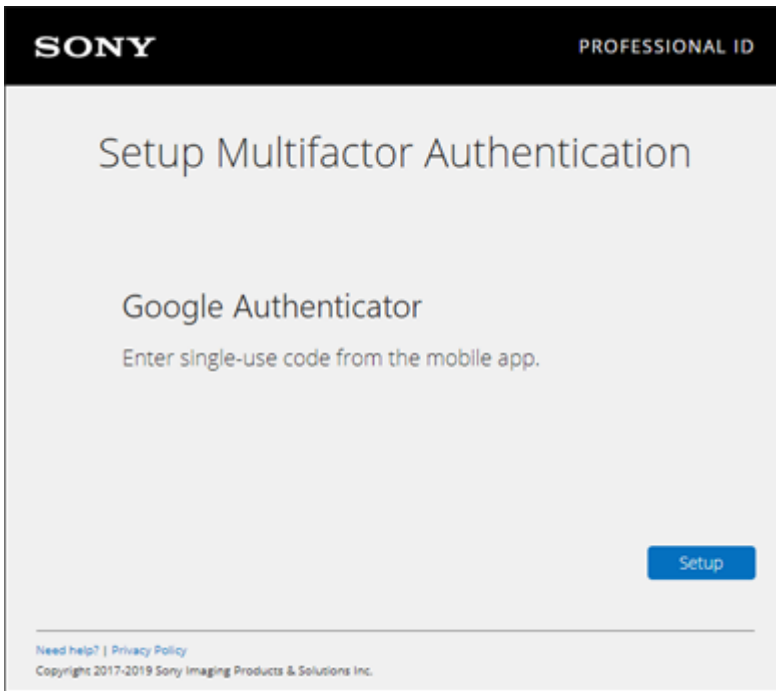 SONY
PROFESSIONAL ID
Setup Multifactor Authentication
Google Authenticator
Enter single-use code from the mobile app.
Setup
Need help? | Privacy Policy
Copyright 2017-2019 Sony Imaging Products & Solutions Inc.